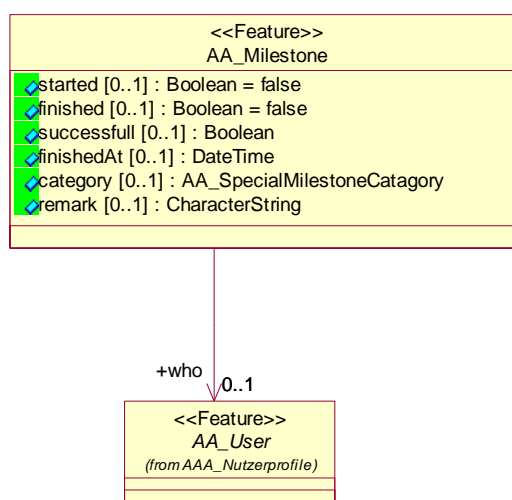 <<Feature>>
AA_Milestone
started [0..1] : Boolean = false
finished [0..1] : Boolean = false
successfull [0..1] : Boolean
finishedAt [0..1] : DateTime
category [0..1] : AA_SpecialMilestoneCatagory
remark [0..1] : CharacterString
+who
0..1
<<Feature>>
AA_User
(from AAA_Nutzerprofile)